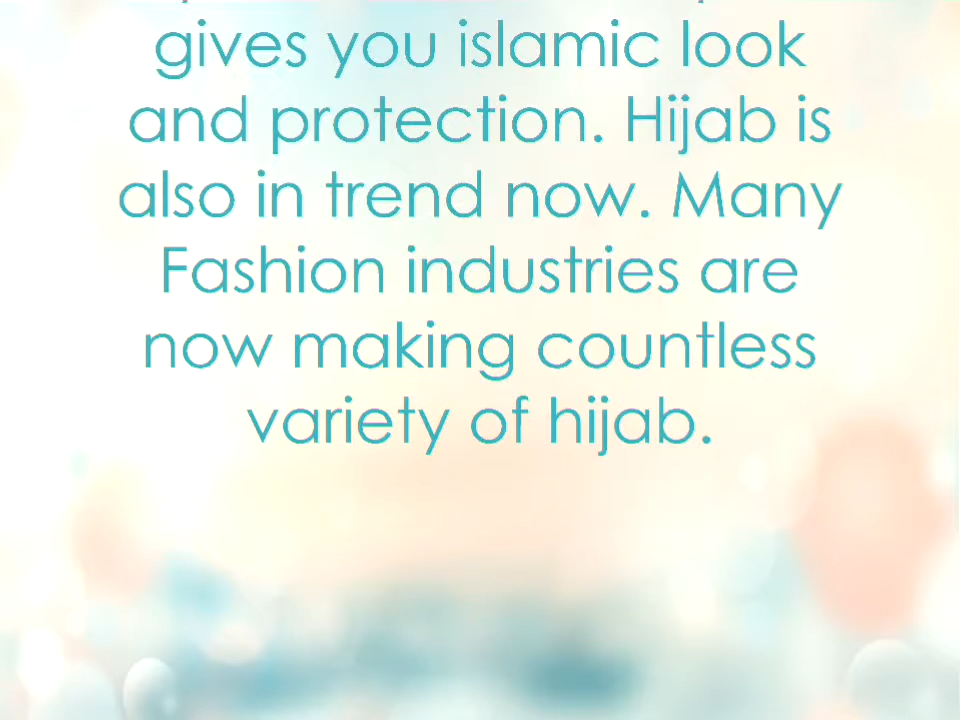 gives you islamic look
and protection. Hijab is
also in trend now. Many
Fashion industries are
now making countless
variety of hijab.